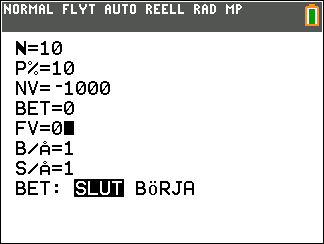 NORMAL FLYT AUTO REELL RAD MP
N=10
P%=10
NV=-1000
BET=0
FV=0
B/Å=1
S/Å=1
BET: SLUT BÖRJA